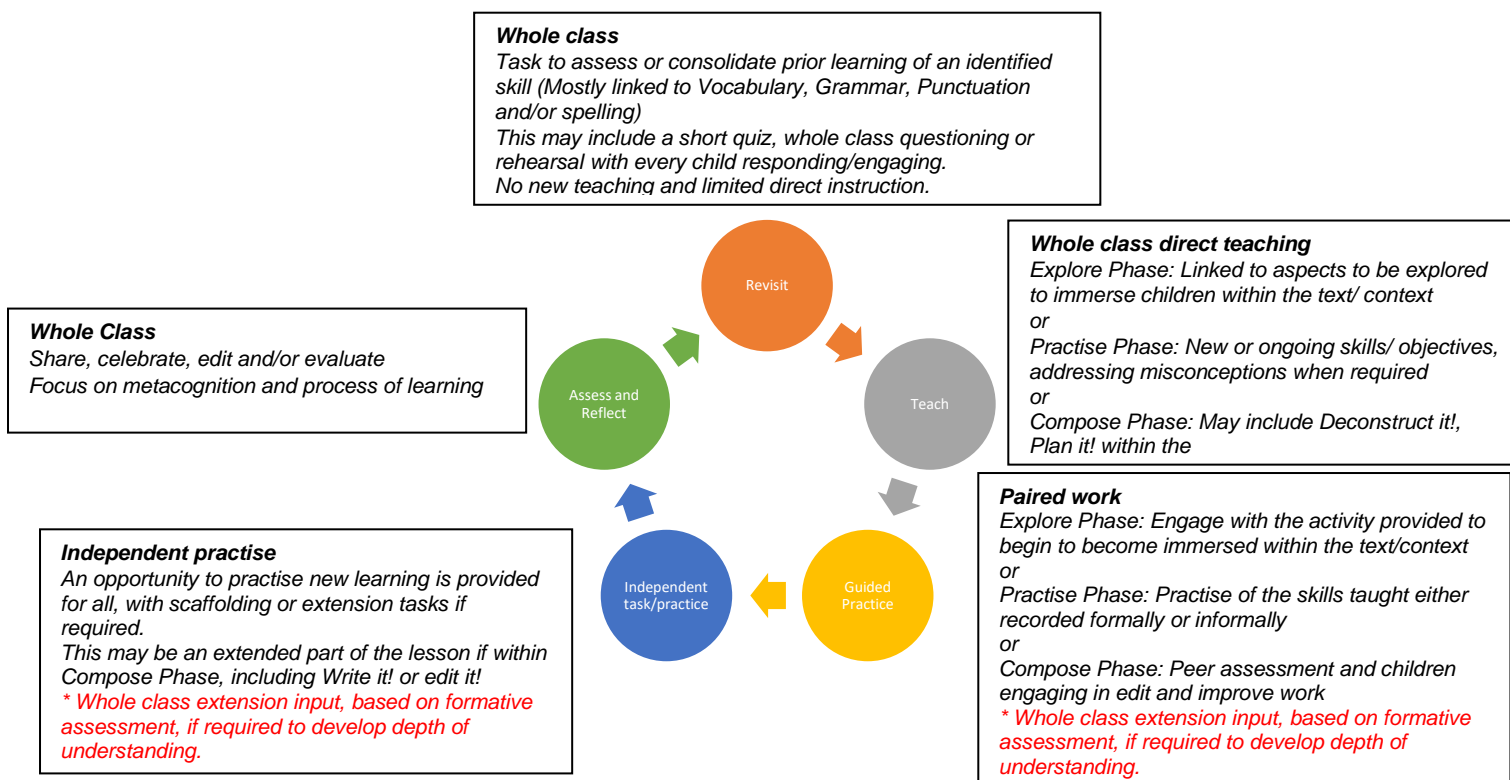 Whole class
Task to assess or consolidate prior learning of an identified
skill (Mostly linked to Vocabulary, Grammar, Punctuation
and/or spelling)
This may include a short quiz, whole class questioning or
rehearsal with every child responding/engaging.
No new teaching and limited direct instruction.
Revisit
Whole class direct teaching
Explore Phase: Linked to aspects to be explored
to immerse children within the text/ context
or
Practise Phase: New or ongoing skills/ objectives,
addressing misconceptions when required
or
Compose Phase: May include Deconstruct it!,
Plan it! within the
Teach
Paired work
Explore Phase: Engage with the activity provided to
begin to become immersed within the text/context
or
Practise Phase: Practise of the skills taught either
recorded formally or informally
or
Compose Phase: Peer assessment and children
engaging in edit and improve work
* Whole class extension input, based on formative
assessment, if required to develop depth of
understanding.
Guided
Practice
Independent
task/practice
Independent practise
An opportunity to practise new learning is provided
for all, with scaffolding or extension tasks if
required.
This may be an extended part of the lesson if within
Compose Phase, including Write it! or edit it!
* Whole class extension input, based on formative
assessment, if required to develop depth of
understanding.
Assess and
Reflect
Whole Class
Share, celebrate, edit and/or evaluate
Focus on metacognition and process of learning